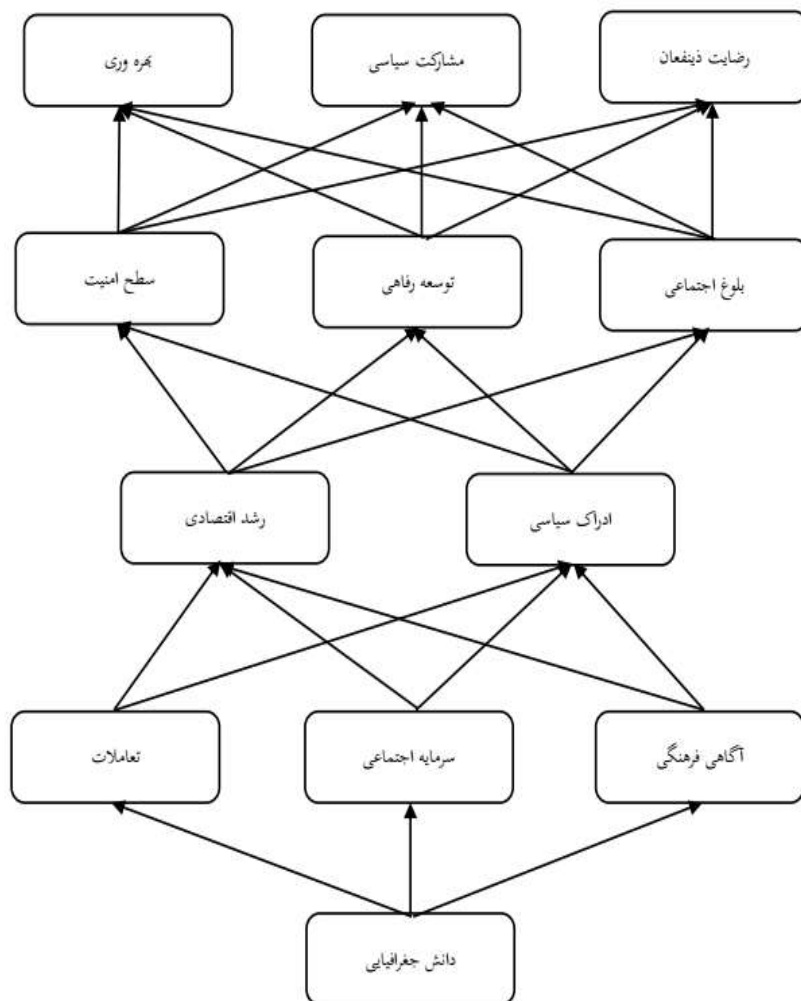 رضایت ذینفعان
مشارکت سیاسی
بهره وری
بلوغ اجتماعی
توسعه رفاهی
سطح امنیت
ادراک سیاسی
رشد اقتصادی
آگاهی فرهنگی
سرمایه اجتماعی
تعاملات
دانش جغرافیایی